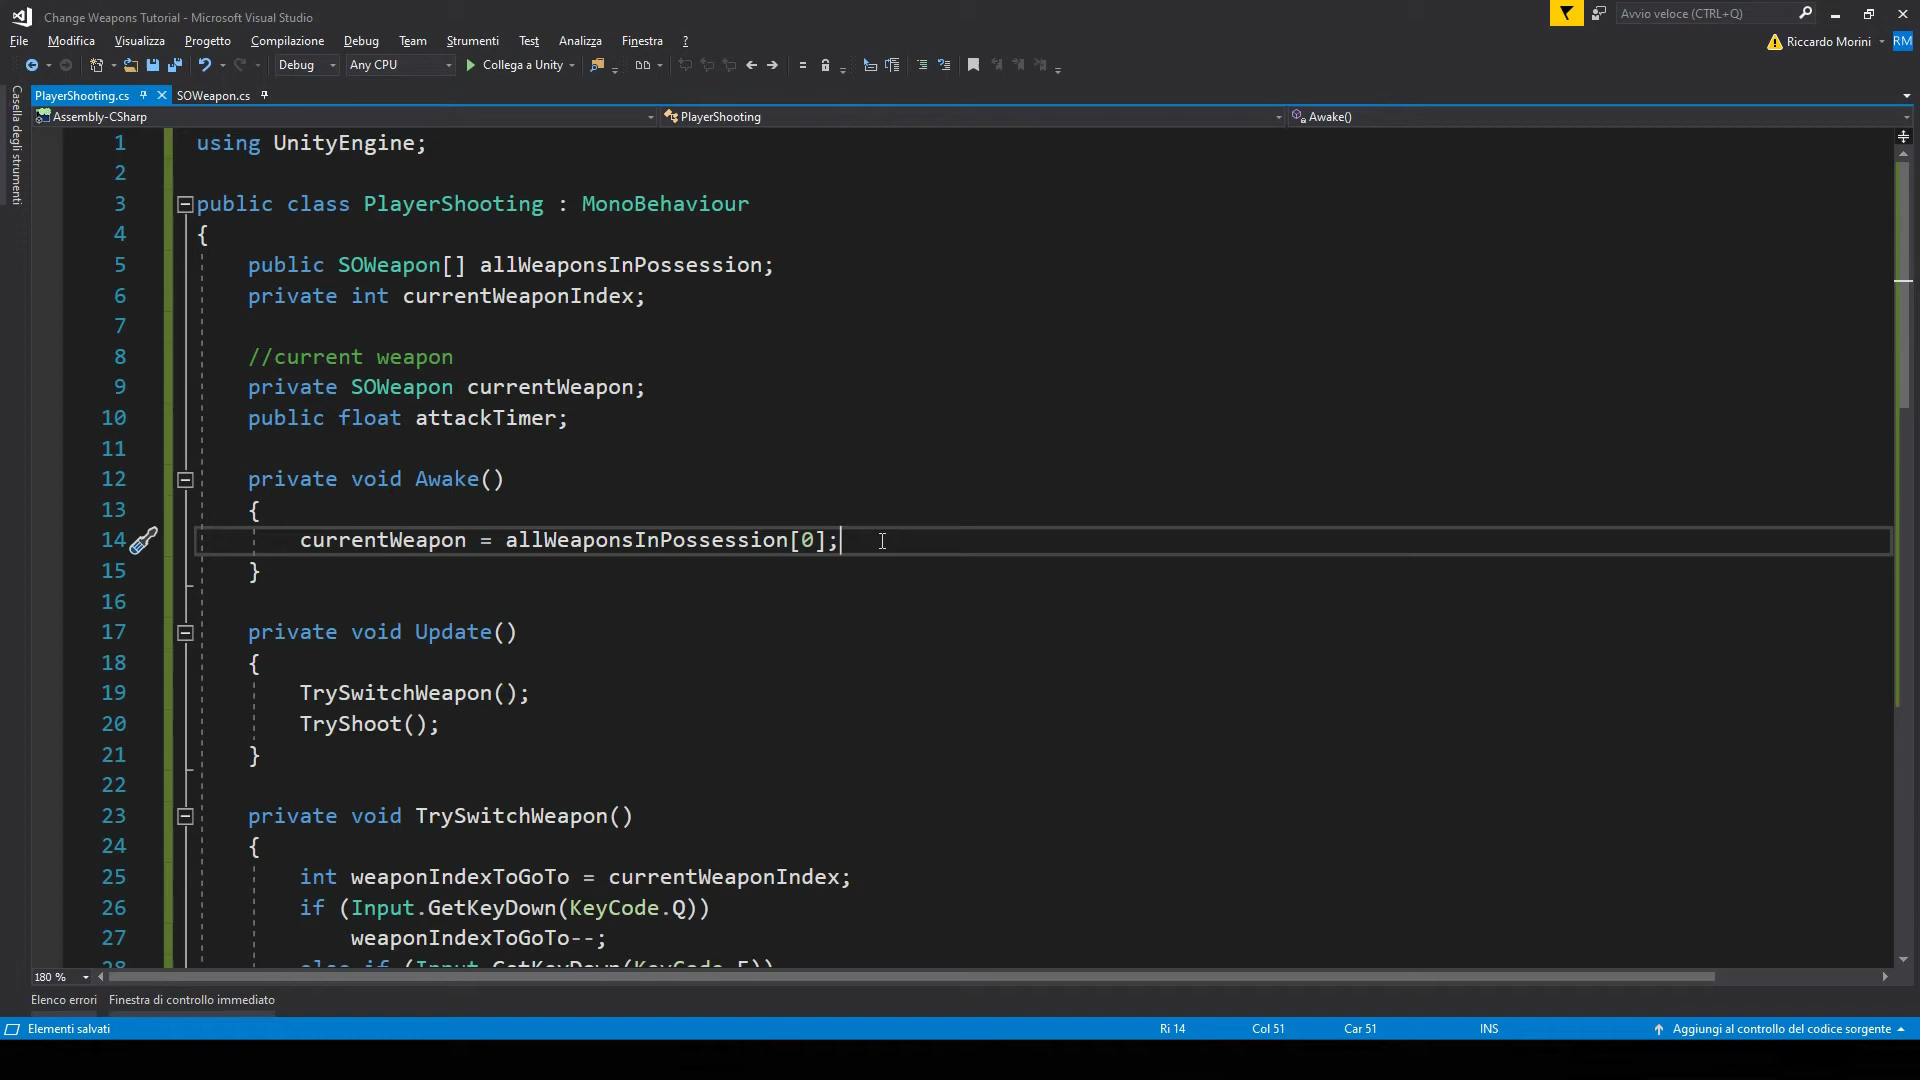 Change Weapons Tutorial - Microsoft Visual Studio
Avvio veloce (CTRL+Q)
File Modifica Visualizza Progetto Compilazione Debug Team Strumenti Test Analizza Finestra ?
Riccardo Morini RM
Debug Any CPU Collega a Unity
PlayerShooting.cs SOWeapon.cs
Casella degli strumenti
Assembly-CSharp PlayerShooting Awake()
1 using UnityEngine;
2
3 public class PlayerShooting : MonoBehaviour
4 {
5 public SOWeapon[] allWeaponsInPossession;
6 private int currentWeaponIndex;
7
8 //current weapon
9 private SOWeapon currentWeapon;
10 public float attackTimer;
11
12 private void Awake()
13 {
14 currentWeapon = allWeaponsInPossession[0];
15 }
16
17 private void Update()
18 {
19 TrySwitchWeapon();
20 TryShoot();
21 }
22
23 private void TrySwitchWeapon()
24 {
25 int weaponIndexToGoTo = currentWeaponIndex;
26 if (Input.GetKeyDown(KeyCode.Q))
27 weaponIndexToGoTo--;
28 else if (Input.GetKeyDown(KeyCode.E))
180 %
Elenco errori Finestra di controllo immediato
Elementi salvati Ri 14 Col 51 Car 51 INS Aggiungi al controllo del codice sorgente